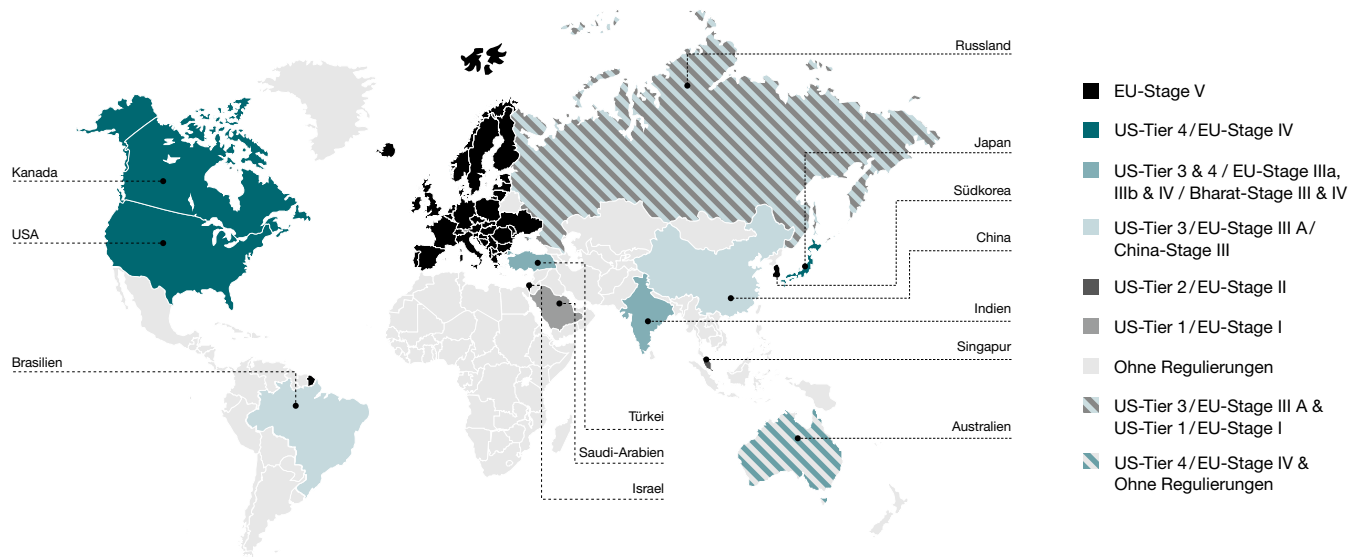 Kanada
USA
Brasilien
Russland
Japan
Südkorea
China
Indien
Singapur
Australien
Türkei
Saudi-Arabien
Israel
EU-Stage V
US-Tier 4/EU-Stage IV
US-Tier 3 & 4 / EU-Stage IIIa,
IIIb & IV / Bharat-Stage III & IV
US-Tier 3/EU-Stage III A/
China-Stage III
US-Tier 2/EU-Stage II
US-Tier 1/EU-Stage I
Ohne Regulierungen
US-Tier 3/EU-Stage III A &
US-Tier 1/EU-Stage I
US-Tier 4/EU-Stage IV &
Ohne Regulierungen